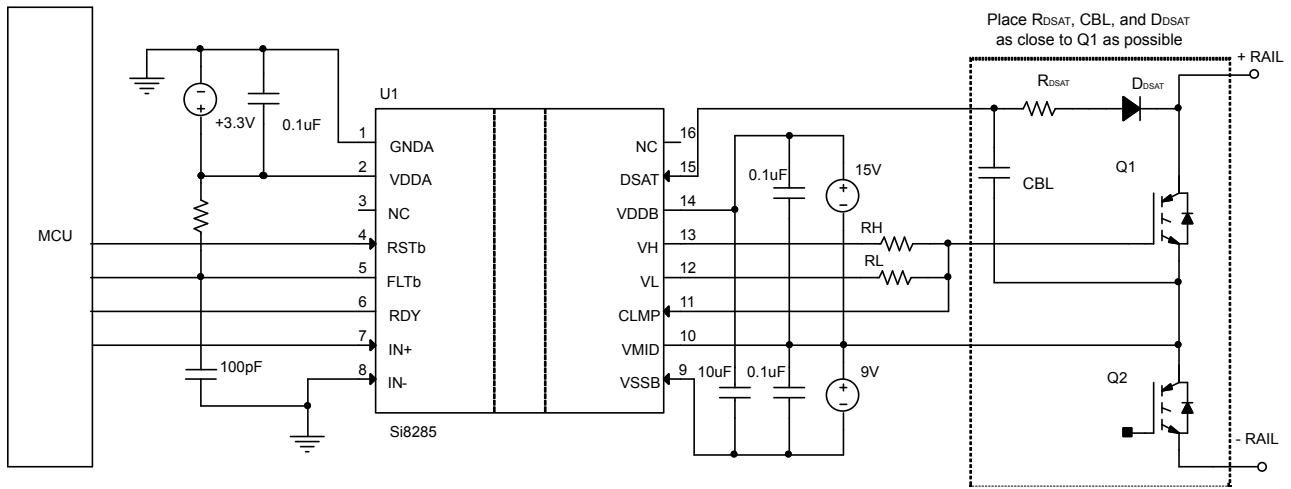 Place RDSAT, CBL, and DDSAT
as close to Q1 as possible
+ RAIL
RDSAT
DDSAT
U1
+3.3V
0.1uF
1
GNDA
2
VDDA
3
NC
MCU
4
RSTb
5
FLTb
6
RDY
7
IN+
100pF
8
IN-
Si8285
16
NC
15
DSAT
14
VDDB
13
VH
12
VL
11
CLMP
10
VMID
9
VSSB
0.1uF
15V
RH
RL
10uF
0.1uF
9V
CBL
Q1
Q2
- RAIL